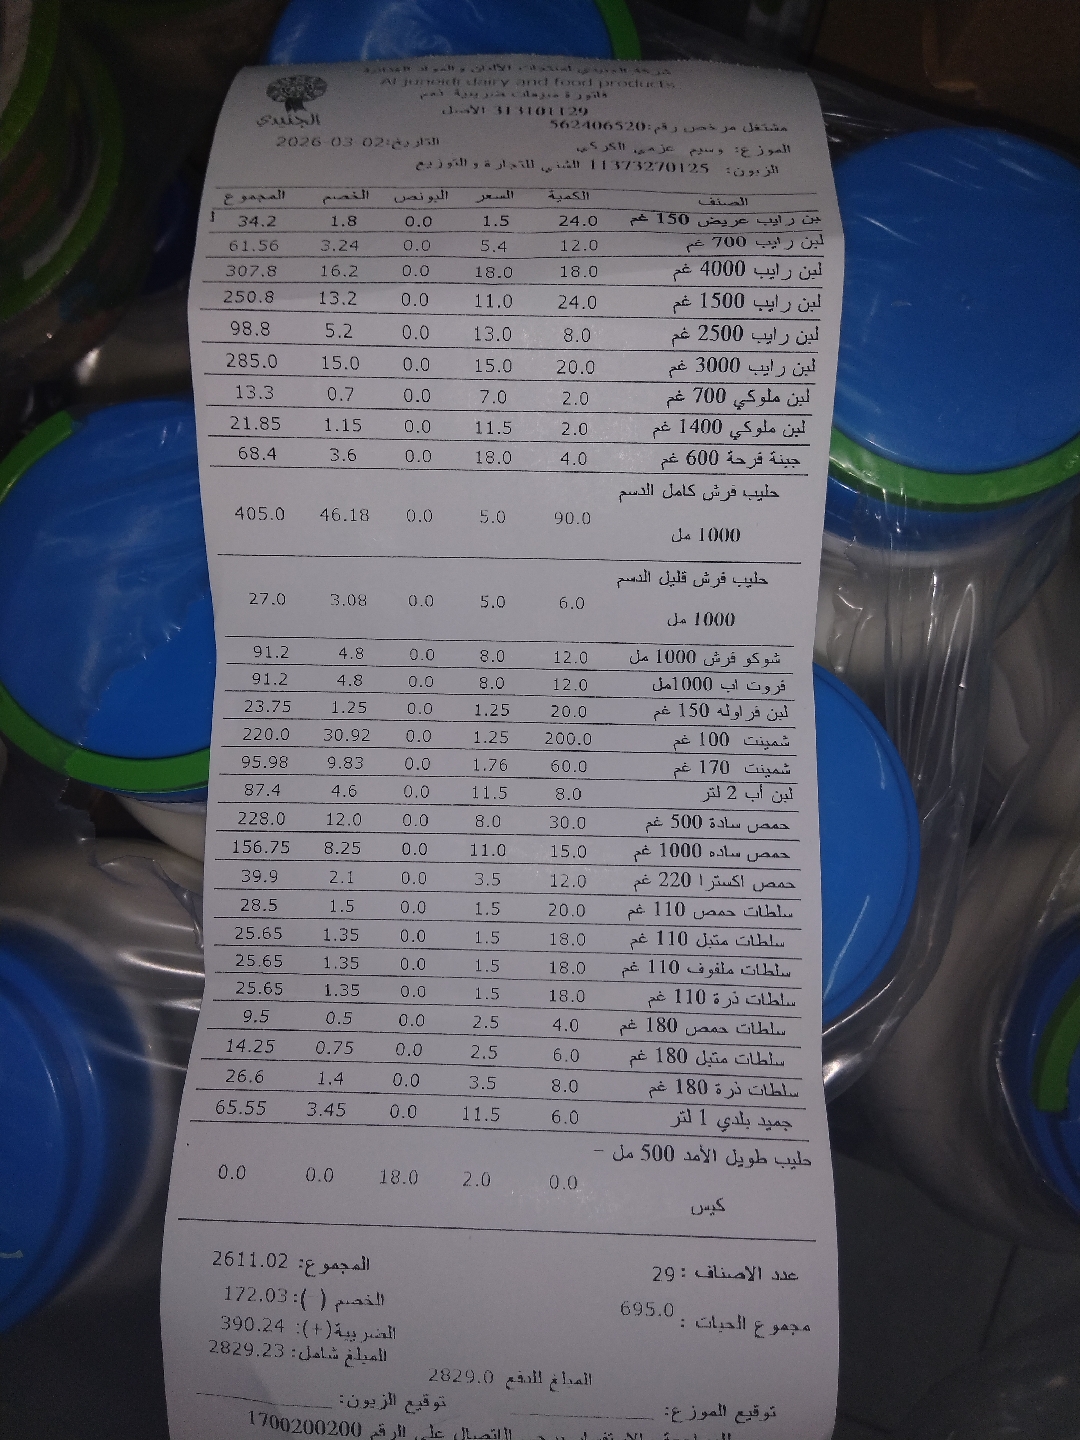 شركة الجنيدي لمنتجات الألبان والمواد الغذائية
Al juneidi dairy and food products
فاتورة مبيعات ضريبية ذمم
313101129 الأصل
مشتغل مرخص رقم:562406520
الموزع: وسيم عزمي الكركي التاريخ:2026-03-02
الزبون: 11373270125 الشني للتجارة والتوزيع
الصنف الكمية السعر البونص الخصم المجموع
لبن رايب عريض 150 غم 24.0 1.5 0.0 1.8 34.2
لبن رايب 700 غم 12.0 5.4 0.0 3.24 61.56
لبن رايب 4000 غم 18.0 18.0 0.0 16.2 307.8
لبن رايب 1500 غم 24.0 11.0 0.0 13.2 250.8
لبن رايب 2500 غم 8.0 13.0 0.0 5.2 98.8
لبن رايب 3000 غم 20.0 15.0 0.0 15.0 285.0
لبن ملوكي 700 غم 2.0 7.0 0.0 0.7 13.3
لبن ملوكي 1400 غم 2.0 11.5 0.0 1.15 21.85
جبنة فرحة 600 غم 4.0 18.0 0.0 3.6 68.4
حليب فرش كامل الدسم
1000 مل 90.0 5.0 0.0 46.18 405.0
حليب فرش قليل الدسم
1000 مل 6.0 5.0 0.0 3.08 27.0
شوكو فرش 1000 مل 12.0 8.0 0.0 4.8 91.2
فروت اب 1000مل 12.0 8.0 0.0 4.8 91.2
لبن فراوله 150 غم 20.0 1.25 0.0 1.25 23.75
شمينت 100 غم 200.0 1.25 0.0 30.92 220.0
شمينت 170 غم 60.0 1.76 0.0 9.83 95.98
لبن أب 2 لتر 8.0 11.5 0.0 4.6 87.4
حمص سادة 500 غم 30.0 8.0 0.0 12.0 228.0
حمص ساده 1000 غم 15.0 11.0 0.0 8.25 156.75
حمص اكسترا 220 غم 12.0 3.5 0.0 2.1 39.9
سلطات حمص 110 غم 20.0 1.5 0.0 1.5 28.5
سلطات متبل 110 غم 18.0 1.5 0.0 1.35 25.65
سلطات ملفوف 110 غم 18.0 1.5 0.0 1.35 25.65
سلطات ذرة 110 غم 18.0 1.5 0.0 1.35 25.65
سلطات حمص 180 غم 4.0 2.5 0.0 0.5 9.5
سلطات متبل 180 غم 6.0 2.5 0.0 0.75 14.25
سلطات ذرة 180 غم 8.0 3.5 0.0 1.4 26.6
جميد بلدي 1 لتر 6.0 11.5 0.0 3.45 65.55
حليب طويل الأمد 500 مل -
كيس 0.0 2.0 18.0 0.0 0.0
عدد الاصناف : 29 المجموع: 2611.02
مجموع الحبات : 695.0 الخصم (-): 172.03
الضريبة(+): 390.24
المبلغ شامل: 2829.23
المبلغ للدفع 2829.0
توقيع الموزع: توقيع الزبون:
الاتصال على الرقم 1700200200
الجنيدي